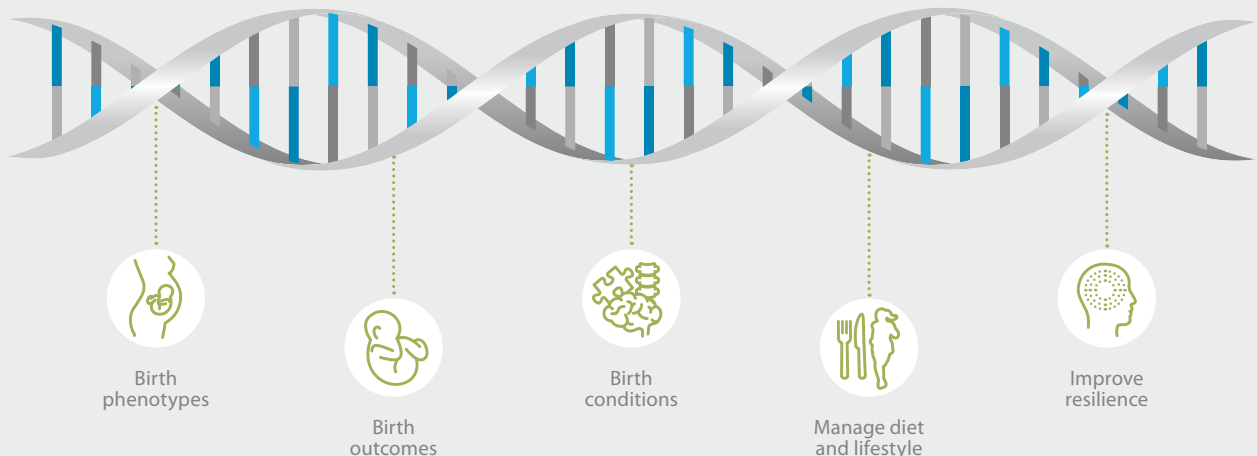 Birth
phenotypes
Birth
outcomes
Birth
conditions
Manage diet
and lifestyle
Improve
resilience